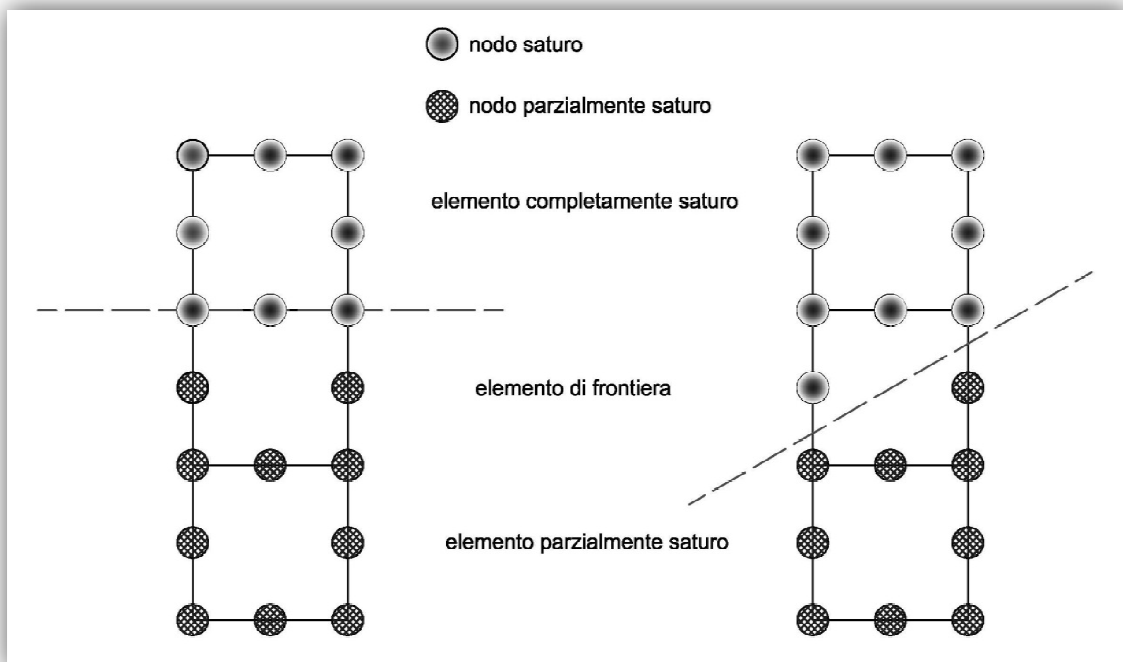 nodo saturo
nodo parzialmente saturo
elemento completamente saturo
elemento di frontiera
elemento parzialmente saturo